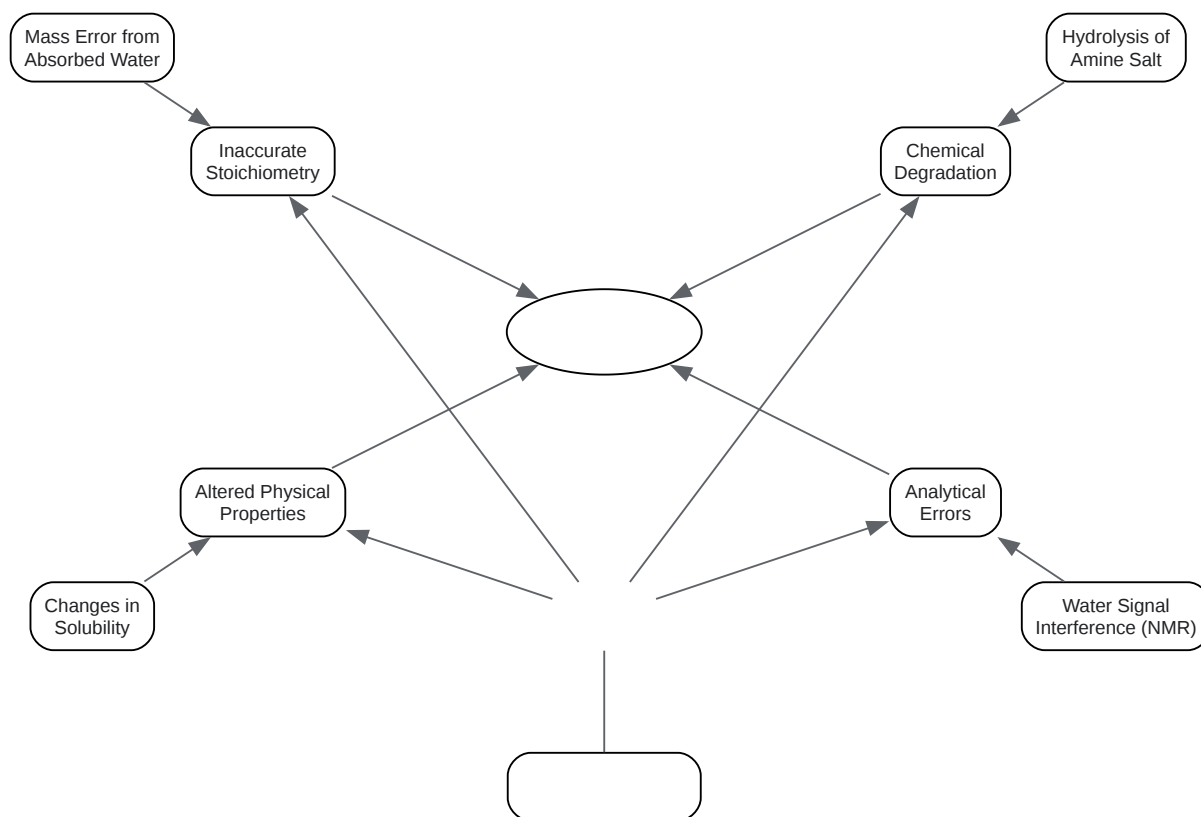 Mass Error from
Absorbed Water
Hydrolysis of
Amine Salt
Inaccurate
Stoichiometry
Chemical
Degradation
Altered Physical
Properties
Analytical
Errors
Changes in
Solubility
Water Signal
Interference (NMR)